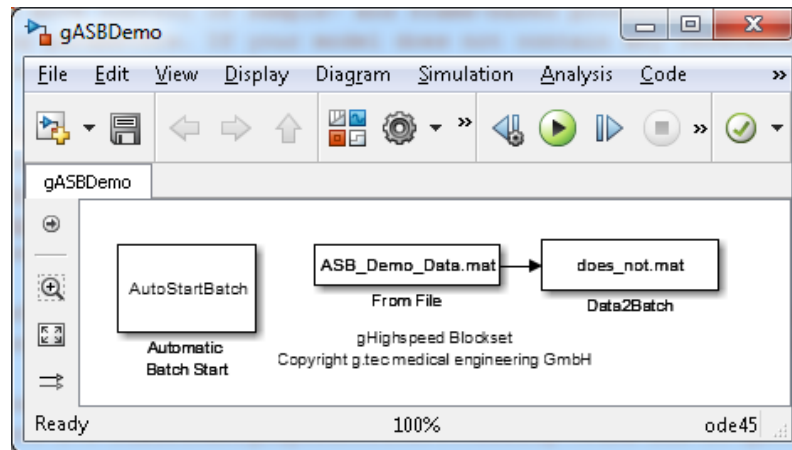 gASBDemo
File Edit View Display Diagram Simulation Analysis Code »
» »
gASBDemo
AutoStartBatch
Automatic
Batch Start
ASB_Demo_Data.mat
From File
does_not.mat
Data2Batch
gHighspeed Blockset
Copyright g.tec medical engineering GmbH
Ready 100% ode45